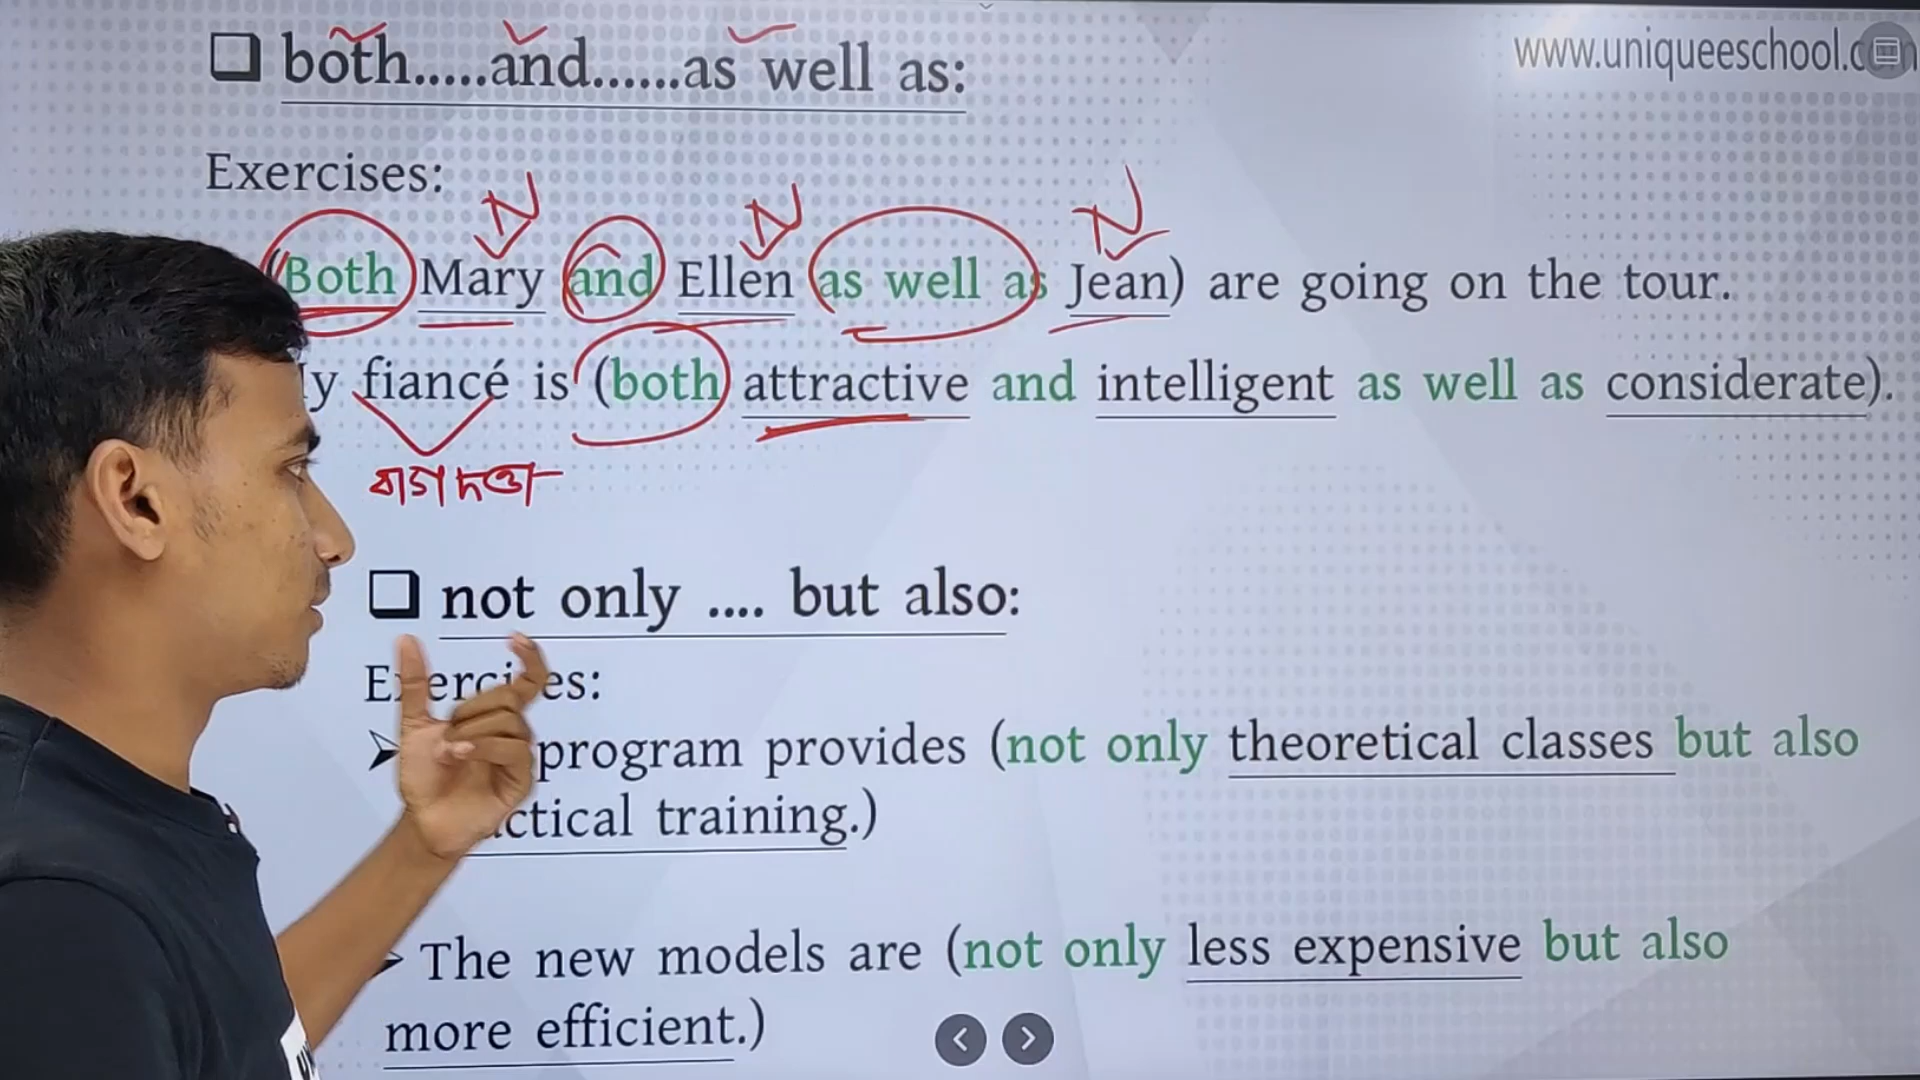 both.....and......as well as:
www.uniqueeschool.c
Exercises:
N N N
(Both Mary and Ellen as well as Jean) are going on the tour.
fiancé is (both attractive and intelligent as well as considerate).
বাগদত্তা
not only .... but also:
Exercises:
program provides (not only theoretical classes but also
training.)
The new models are (not only less expensive but also
more efficient.)